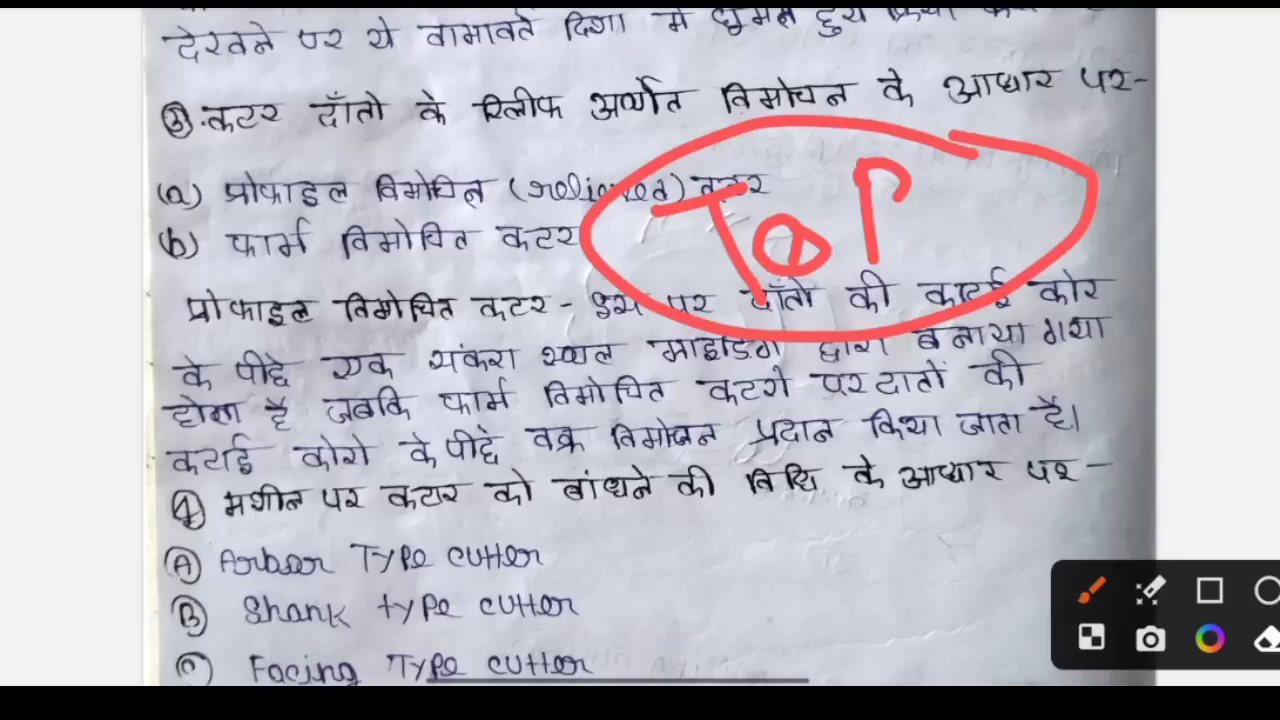 देखने पर ये वामावर्त दिशा में घुमते हुए किया
③.कटर दाँतो के रिलीफ अर्थात विमोचन के आधार पर-
(a) प्रोफाइल विमोचित (relieved) कटर
(b) फार्म विमोचित कटर
TOP
प्रोफाइल विमोचित कटर - इस पर दाँतो की कटाई कोर
के पीछे एक संकरा स्थल ग्राइडिंग द्वारा बनाया गया
होता है जबकि फार्म विमोचित कटरो पर दातों की
कटाई कोरो के पीछे वक्र विमोचन प्रदान किया जाता है।
④ मशीन पर कटर को बांधने की विधि के आधार पर-
Ⓐ Arbeer Type cutter
Ⓑ Shank type cutter
Ⓒ Facing Type cutter